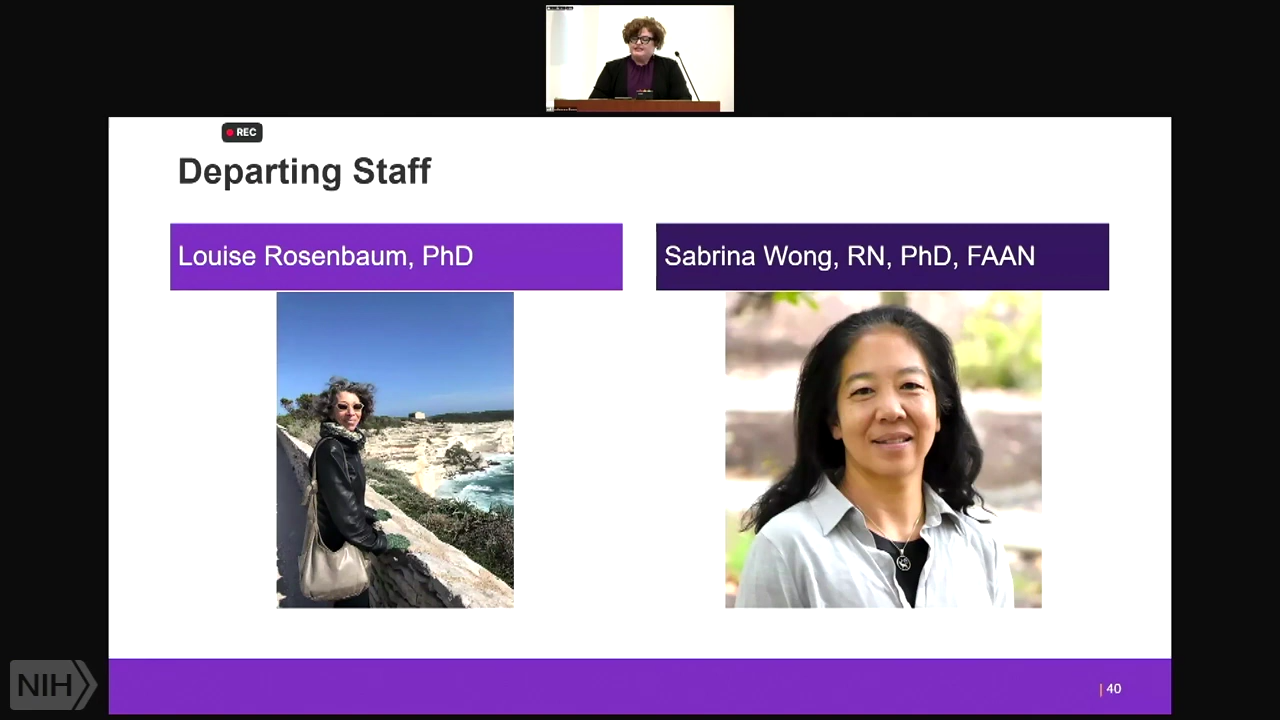 REC
Departing Staff
Louise Rosenbaum, PhD
Sabrina Wong, RN, PhD, FAAN
NIH
| 40